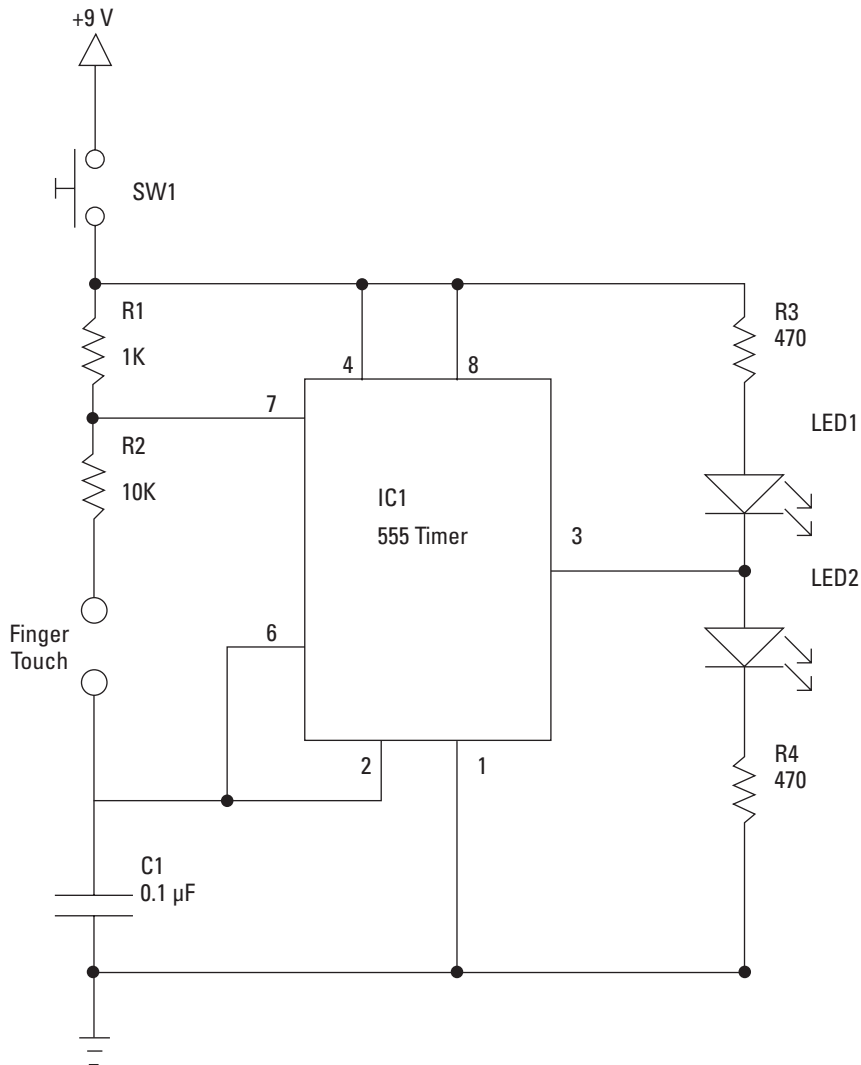 +9 V
SW1
R1
1K
R3
470
4
8
7
R2
10K
LED1
IC1
555 Timer
3
LED2
Finger
Touch
6
2
1
R4
470
C1
0.1 µF